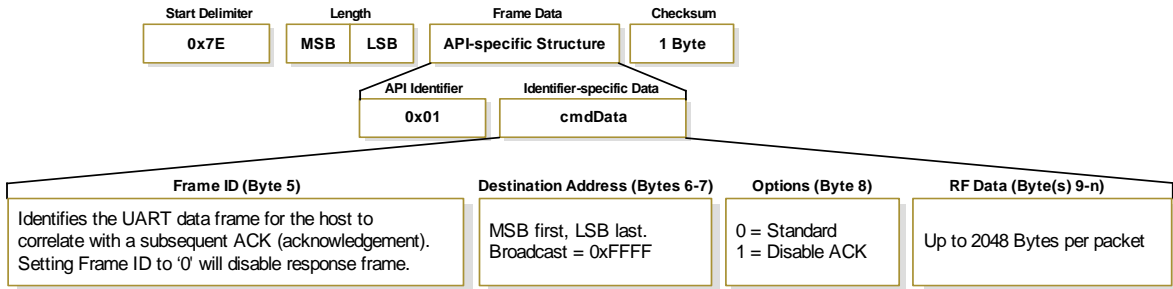 Start Delimiter Length Frame Data Checksum
0x7E MSB LSB API-specific Structure 1 Byte
API Identifier Identifier-specific Data
0x01 cmdData
Frame ID (Byte 5) Destination Address (Bytes 6-7) Options (Byte 8) RF Data (Byte(s) 9-n)
Identifies the UART data frame for the host to
correlate with a subsequent ACK (acknowledgement).
Setting Frame ID to ‘0' will disable response frame.
MSB first, LSB last.
Broadcast = 0xFFFF
0 = Standard
1 = Disable ACK
Up to 2048 Bytes per packet